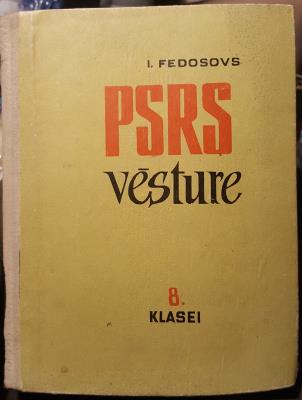 I. FEDOSOVS
PSRS
vēsture
8.
KLASEI